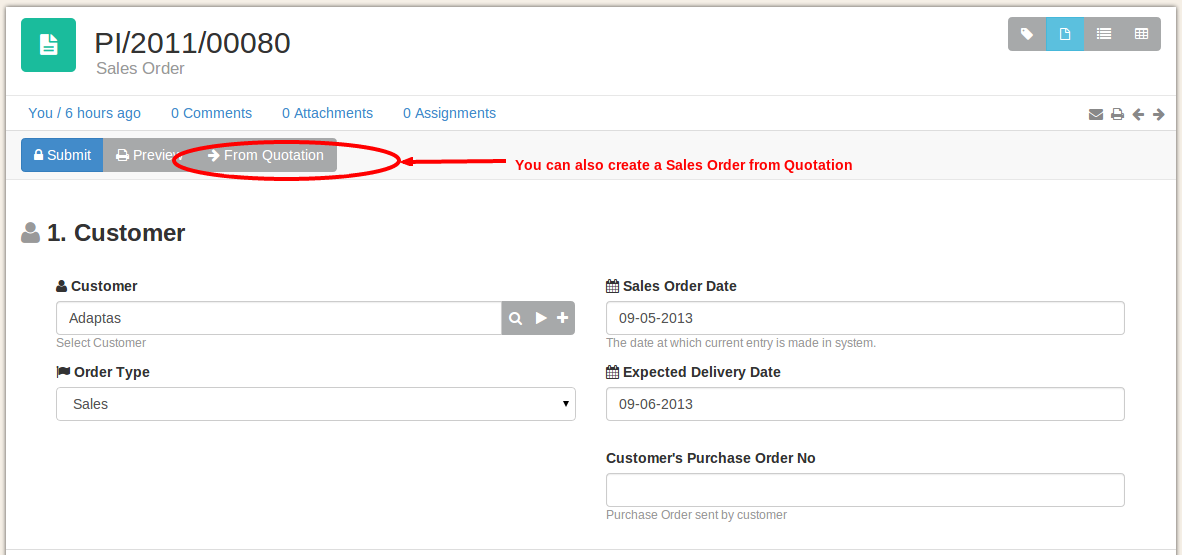 PI/2011/00080
Sales Order
You / 6 hours ago 0 Comments 0 Attachments 0 Assignments
Submit Preview From Quotation You can also create a Sales Order from Quotation
1. Customer
Customer Sales Order Date
Adaptas 09-05-2013
Select Customer The date at which current entry is made in system.
Order Type Expected Delivery Date
Sales 09-06-2013
Customer's Purchase Order No
Purchase Order sent by customer